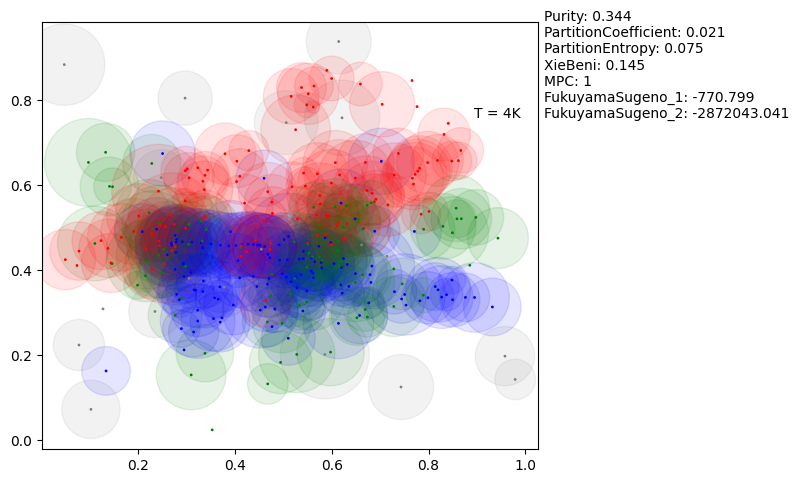 Purity: 0.344
PartitionCoefficient: 0.021
PartitionEntropy: 0.075
XieBeni: 0.145
MPC: 1
FukuyamaSugeno_1: -770.799
FukuyamaSugeno_2: -2872043.041
T = 4K
0.8
0.6
0.4
0.2
0.0
0.2 0.4 0.6 0.8 1.0